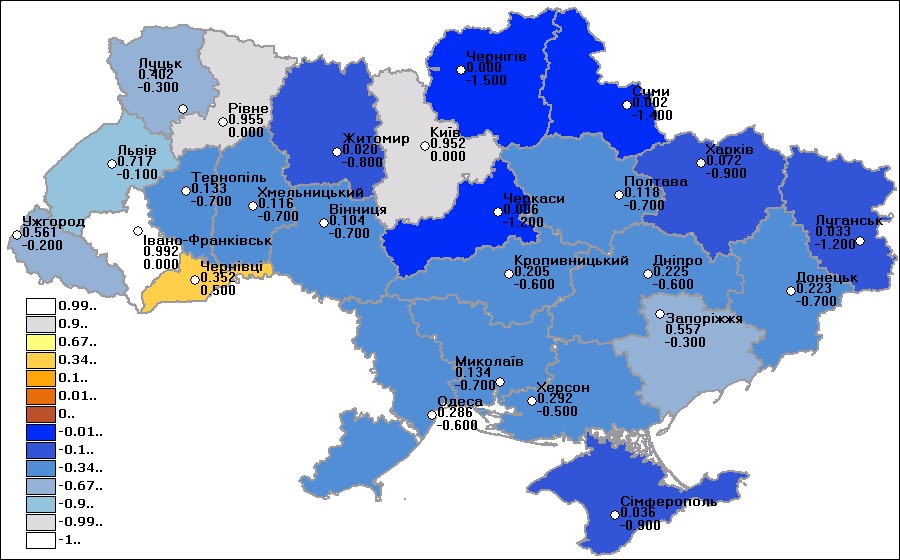 Чернігів
0.000
-1.500
Луцьк
0.402
-0.300
Суми
0.002
-1.400
Рівне
0.955
0.000
Київ
0.952
0.000
Житомир
0.020
-0.800
Харків
0.072
-0.900
Львів
0.717
-0.100
Тернопіль
0.133
-0.700
Хмельницький
0.116
-0.700
Вінниця
0.104
-0.700
Черкаси
0.006
-1.200
Полтава
0.118
-0.700
Луганськ
0.033
-1.200
Ужгород
0.561
-0.200
Івано-Франківськ
0.992
0.000
Чернівці
0.352
0.500
Кропивницький
0.205
-0.600
Дніпро
0.225
-0.600
Донецьк
0.223
-0.700
Запоріжжя
0.557
-0.300
Миколаїв
0.134
-0.700
Херсон
0.292
-0.500
Одеса
0.286
-0.600
Сімферополь
0.036
-0.900
0.99..
0.9..
0.67..
0.34..
0.1..
0.01..
0..
-0.01..
-0.1..
-0.34..
-0.67..
-0.9..
-0.99..
-1..